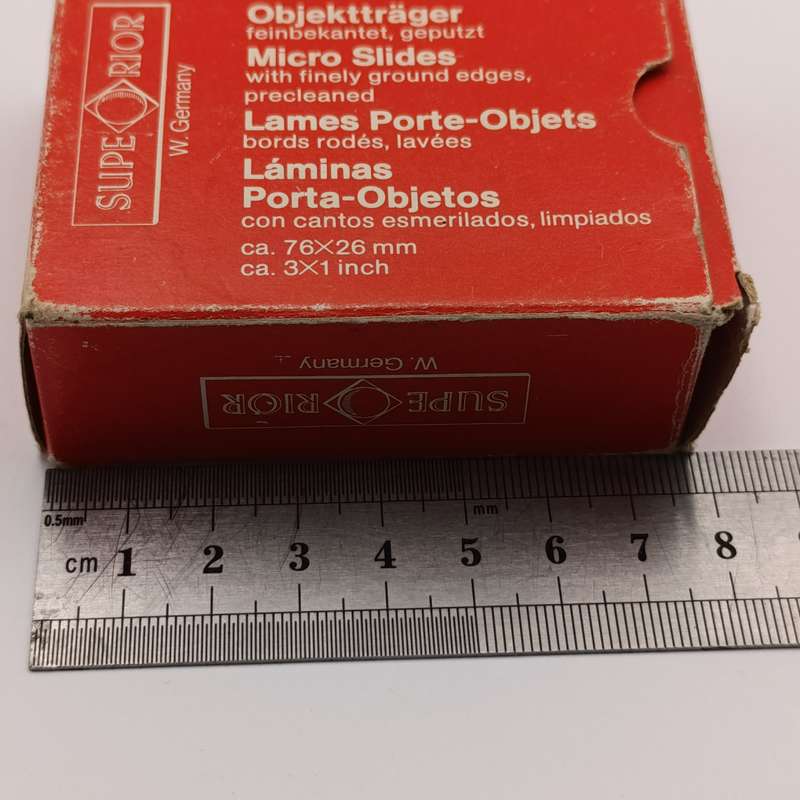 SUPERIOR
W. Germany
Objektträger
feinbekantet, geputzt
Micro Slides
with finely ground edges,
precleaned
Lames Porte-Objets
bords rodés, lavées
Láminas
Porta-Objetos
con cantos esmerilados, limpiados
ca. 76×26 mm
ca. 3×1 inch
W. Germany
SUPERIOR
0.5mm
mm
cm 1 2 3 4 5 6 7 8